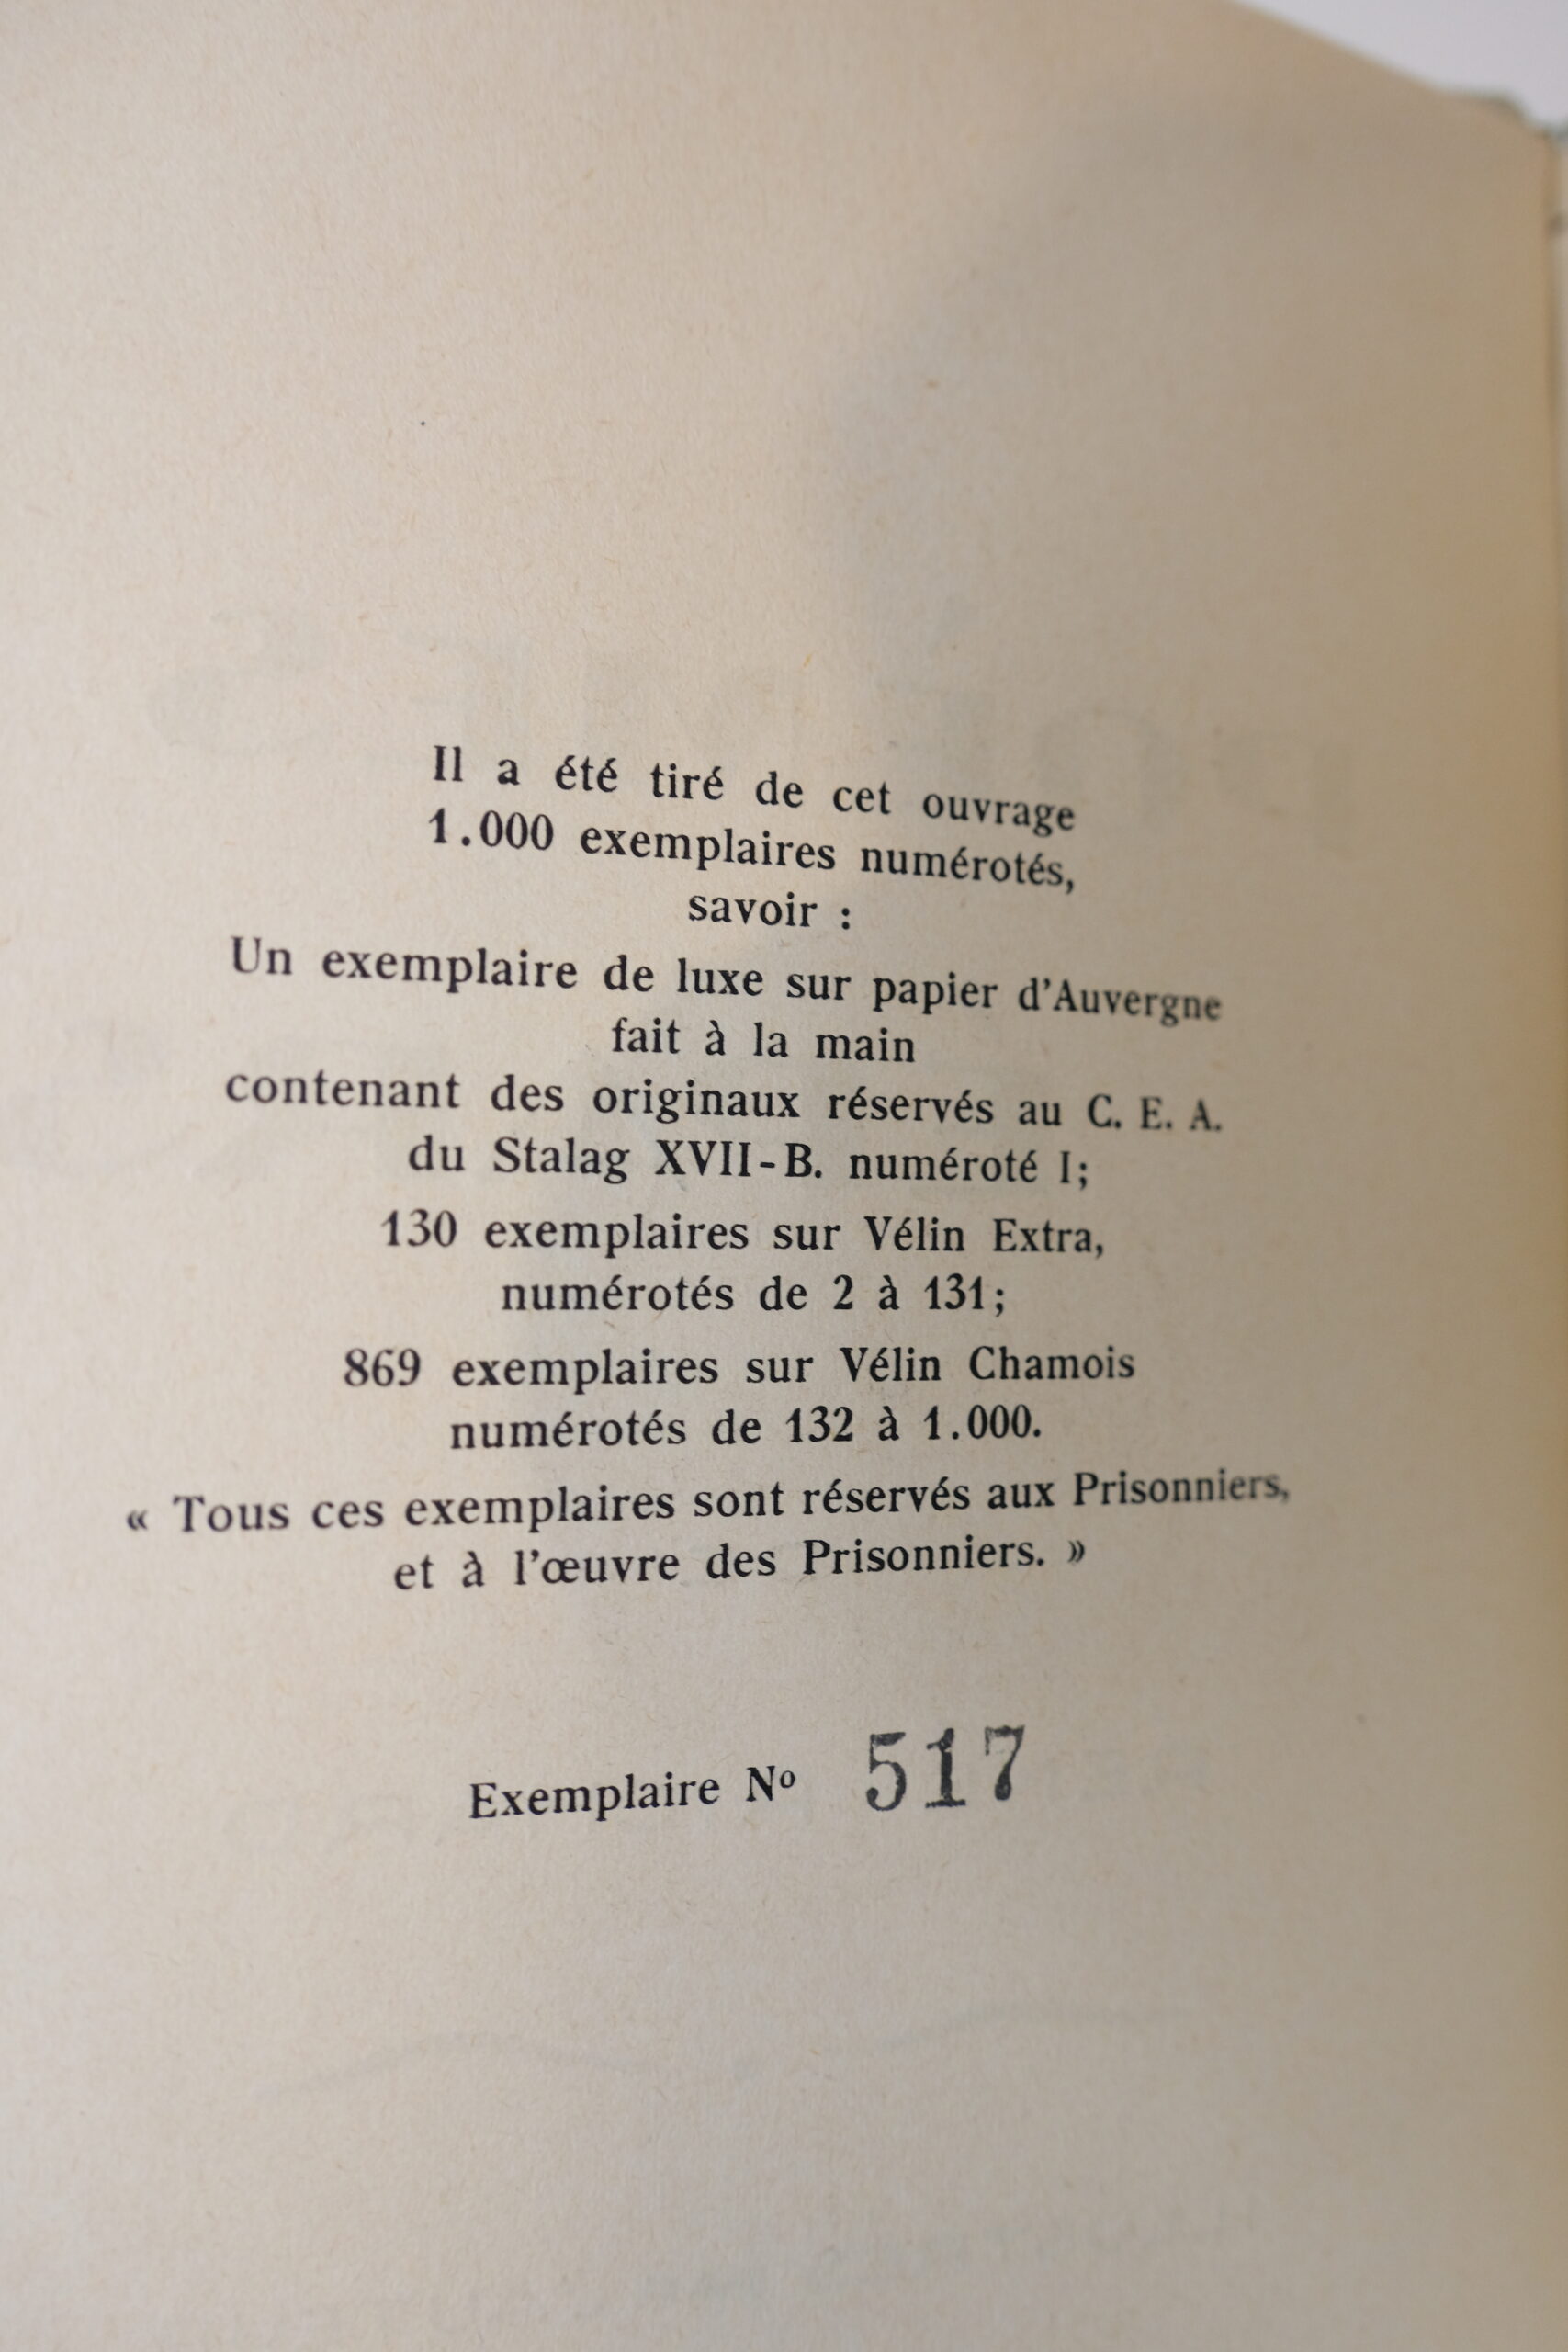 Il a été tiré de cet ouvrage
1.000 exemplaires numérotés,
savoir :
Un exemplaire de luxe sur papier d'Auvergne
fait à la main
contenant des originaux réservés au C. E. A.
du Stalag XVII-B. numéroté I;
130 exemplaires sur Vélin Extra,
numérotés de 2 à 131;
869 exemplaires sur Vélin Chamois
numérotés de 132 à 1.000.
« Tous ces exemplaires sont réservés aux Prisonniers,
et à l'œuvre des Prisonniers. »
Exemplaire Nº 517